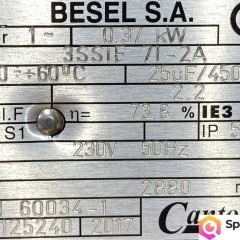 BESEL S.A.
1~ 0.37 kW
3SSIE 71-2A
÷+60°C 25uF/450
2.2
I.F η= 73.8 % IE3
S1 IP 5
230V 50Hz
2880
60034-1
125240 2017 Canto
Sp